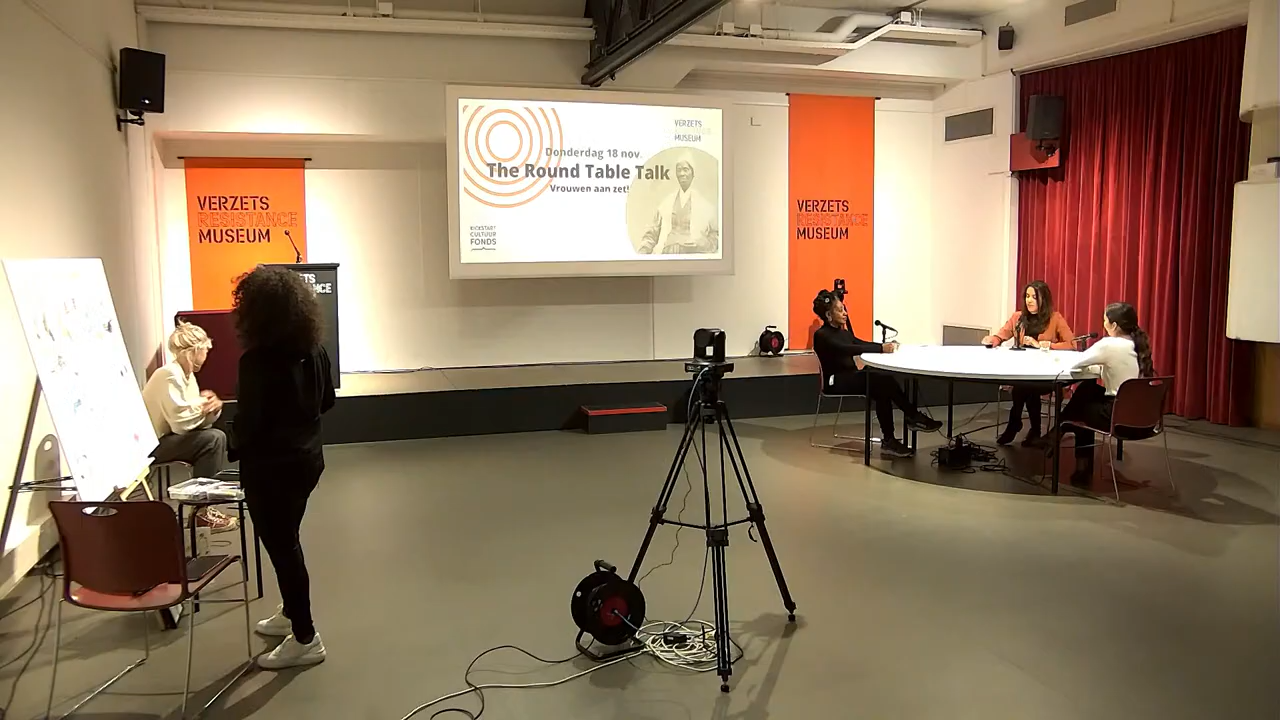 VERZETS
RESISTANCE
MUSEUM
Donderdag 18 nov.
The Round Table Talk
Vrouwen aan zet!
VERZETS
MUSEUM
KICKSTART
CULTUUR
FONDS
VERZETS
RESISTANCE
MUSEUM